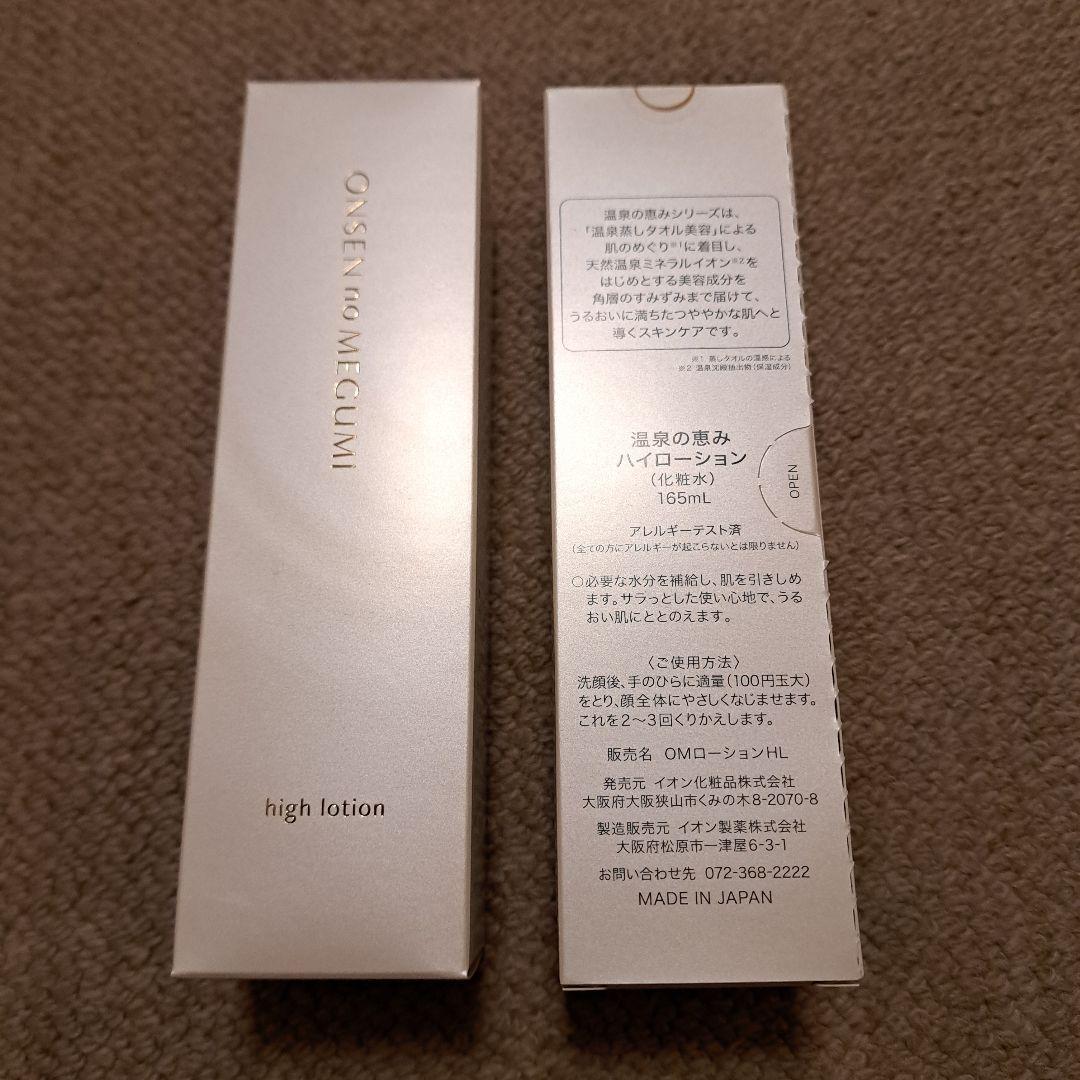 ONSEN no MEGUMI
high lotion
温泉の恵みシリーズは、
「温泉蒸しタオル美容」による
肌のめぐり※1に着目し、
天然温泉ミネラルイオン※2を
はじめとする美容成分を
角層のすみずみまで届けて、
うるおいに満ちたつややかな肌へと
導くスキンケアです。
※1 蒸しタオルの温感による
※2 温泉沈殿抽出物(保湿成分)
温泉の恵み
ハイローション
(化粧水)
165mL
OPEN
アレルギーテスト済
(全ての方にアレルギーが起こらないとは限りません)
○必要な水分を補給し、肌を引きしめ
ます。サラっとした使い心地で、うる
おい肌にととのえます。
〈ご使用方法〉
洗顔後、手のひらに適量(100円玉大)
をとり、顔全体にやさしくなじませます。
これを2〜3回くりかえします。
販売名 OMローションHL
発売元 イオン化粧品株式会社
大阪府大阪狭山市くみの木8-2070-8
製造販売元 イオン製薬株式会社
大阪府松原市一津屋6-3-1
お問い合わせ先 072-368-2222
MADE IN JAPAN